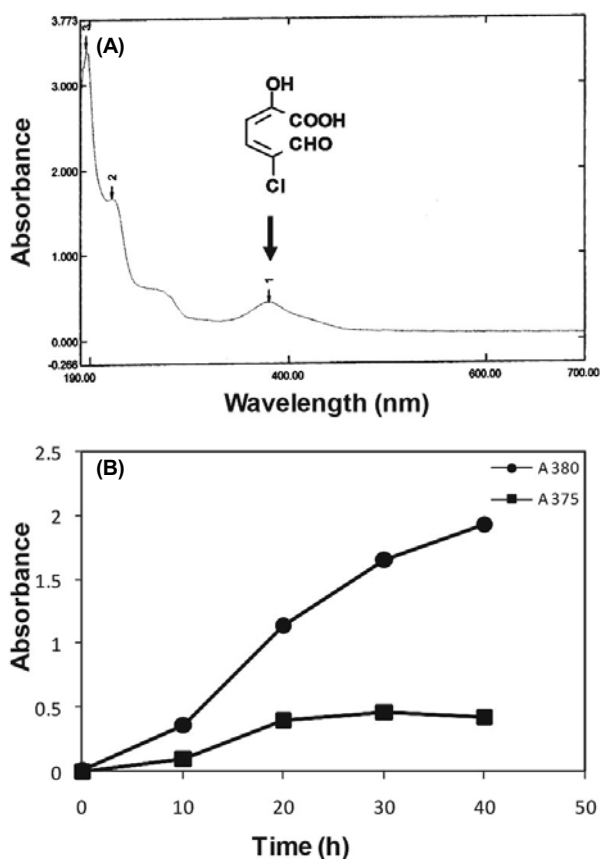 (A)
3.773
3.000
2.000
1.000
0.000
-0.266
Absorbance
3
2
1
OH
COOH
CHO
Cl
190.00
400.00
600.00
700.00
Wavelength (nm)
(B)
2.5
2
1.5
1
0.5
0
Absorbance
A 380
A 375
0
10
20
30
40
50
Time (h)